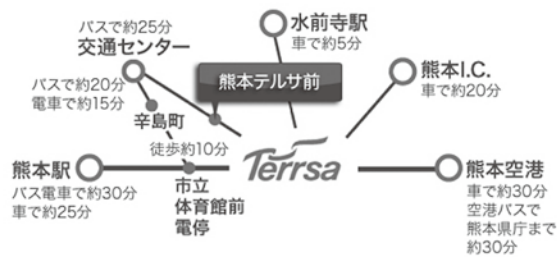 バスで約25分
交通センター
水前寺駅
車で約5分
熊本I.C.
車で約20分
熊本テルサ前
バスで約20分
電車で約15分
辛島町
徒歩約10分
Terrsa
熊本駅
バス電車で約30分
車で約25分
市立
体育館前
電停
熊本空港
車で約30分
空港バスで
熊本県庁まで
約30分